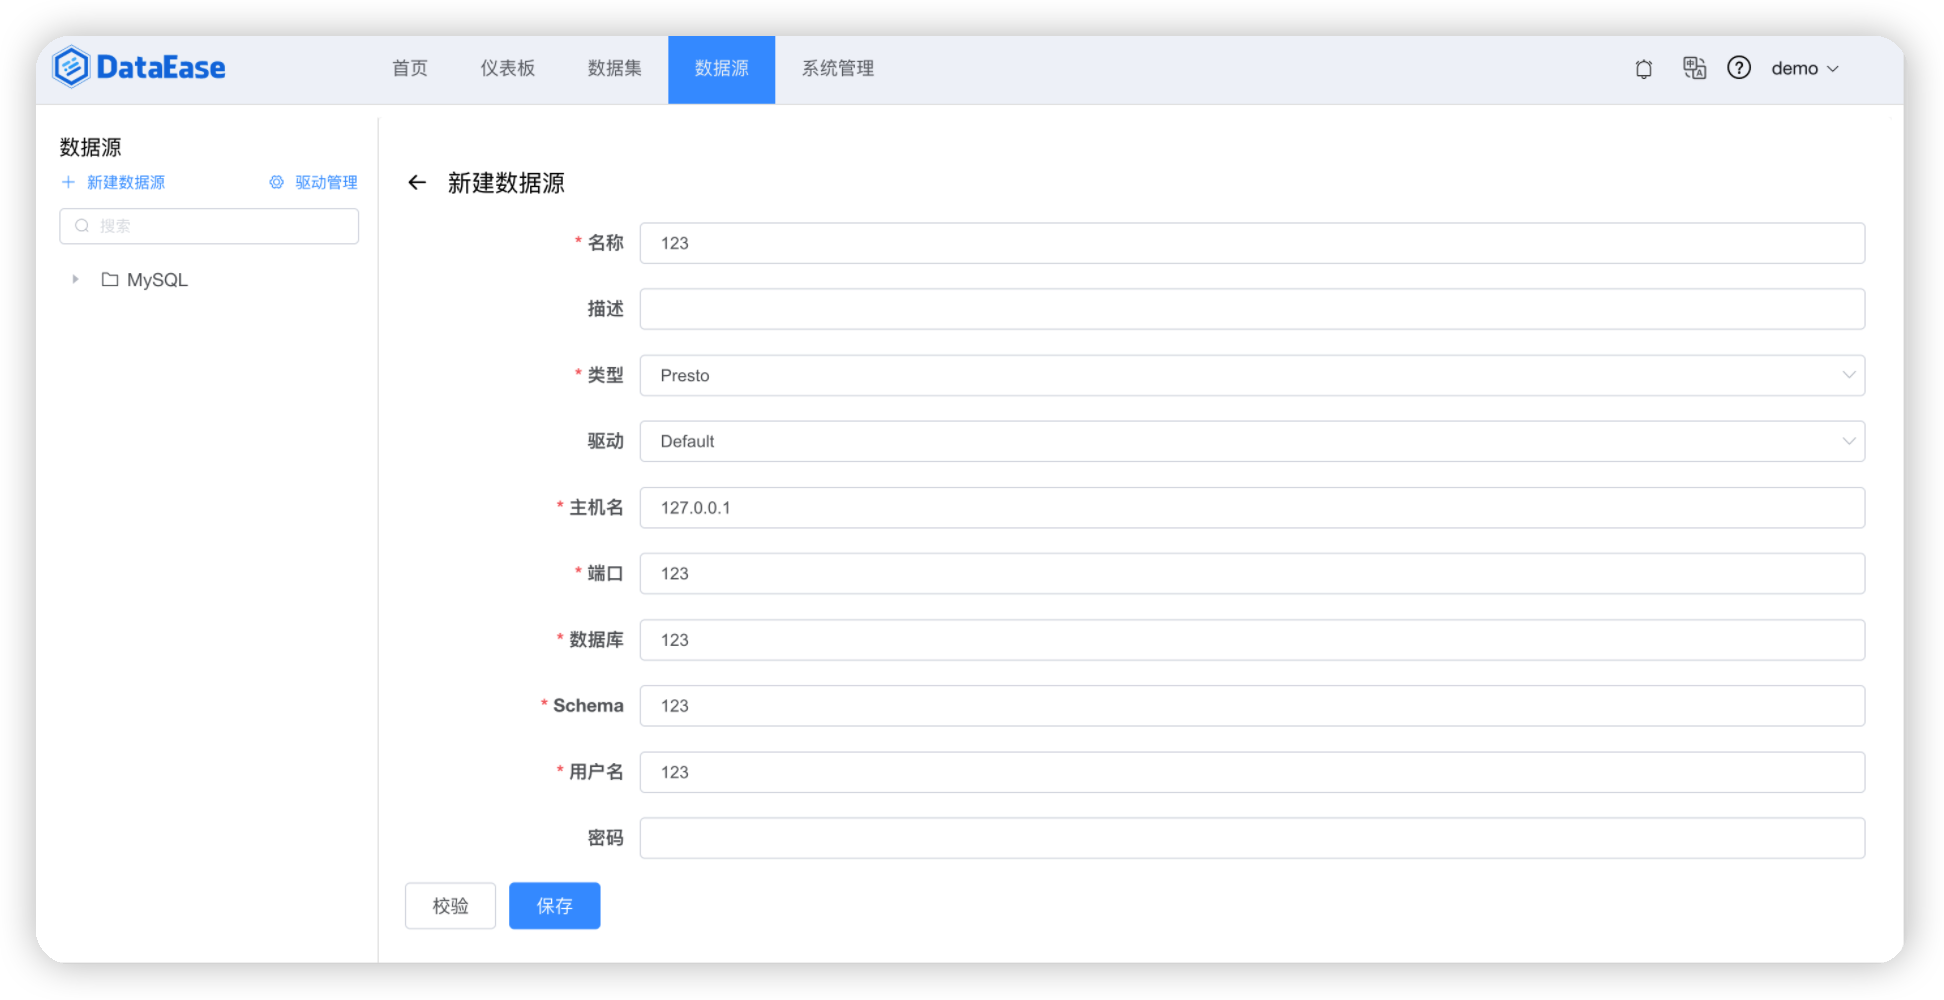 DataEase 首页 仪表板 数据集 数据源 系统管理 demo
数据源
新建数据源 驱动管理
搜索
MySQL
新建数据源
* 名称 123
描述
* 类型 Presto
驱动 Default
* 主机名 127.0.0.1
* 端口 123
* 数据库 123
* Schema 123
* 用户名 123
密码
校验 保存